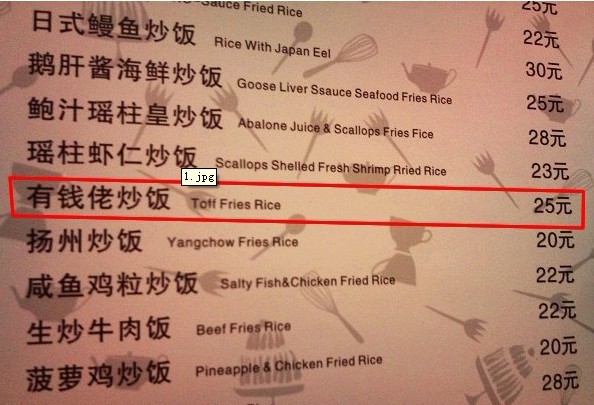 Sauce Fried Rice
25元
日式鳗鱼炒饭 Rice With Japan Eel
22元
鹅肝酱海鲜炒饭 Goose Liver Ssauce Seafood Fries Rice
30元
25元
鲍汁瑶柱皇炒饭 Abalone Juice & Scallops Fries Fice
28元
瑶柱虾仁炒饭 Scallops Shelled Fresh Shrimp Rried Rice
23元
1.jpg
有钱佬炒饭 Toff Fries Rice
25元
扬州炒饭 Yangchow Fried Rice
20元
咸鱼鸡粒炒饭 Salty Fish&Chicken Fried Rice
22元
22元
生炒牛肉饭 Beef Fries Rice
20元
菠萝鸡炒饭 Pineapple & Chicken Fried Rice
28元